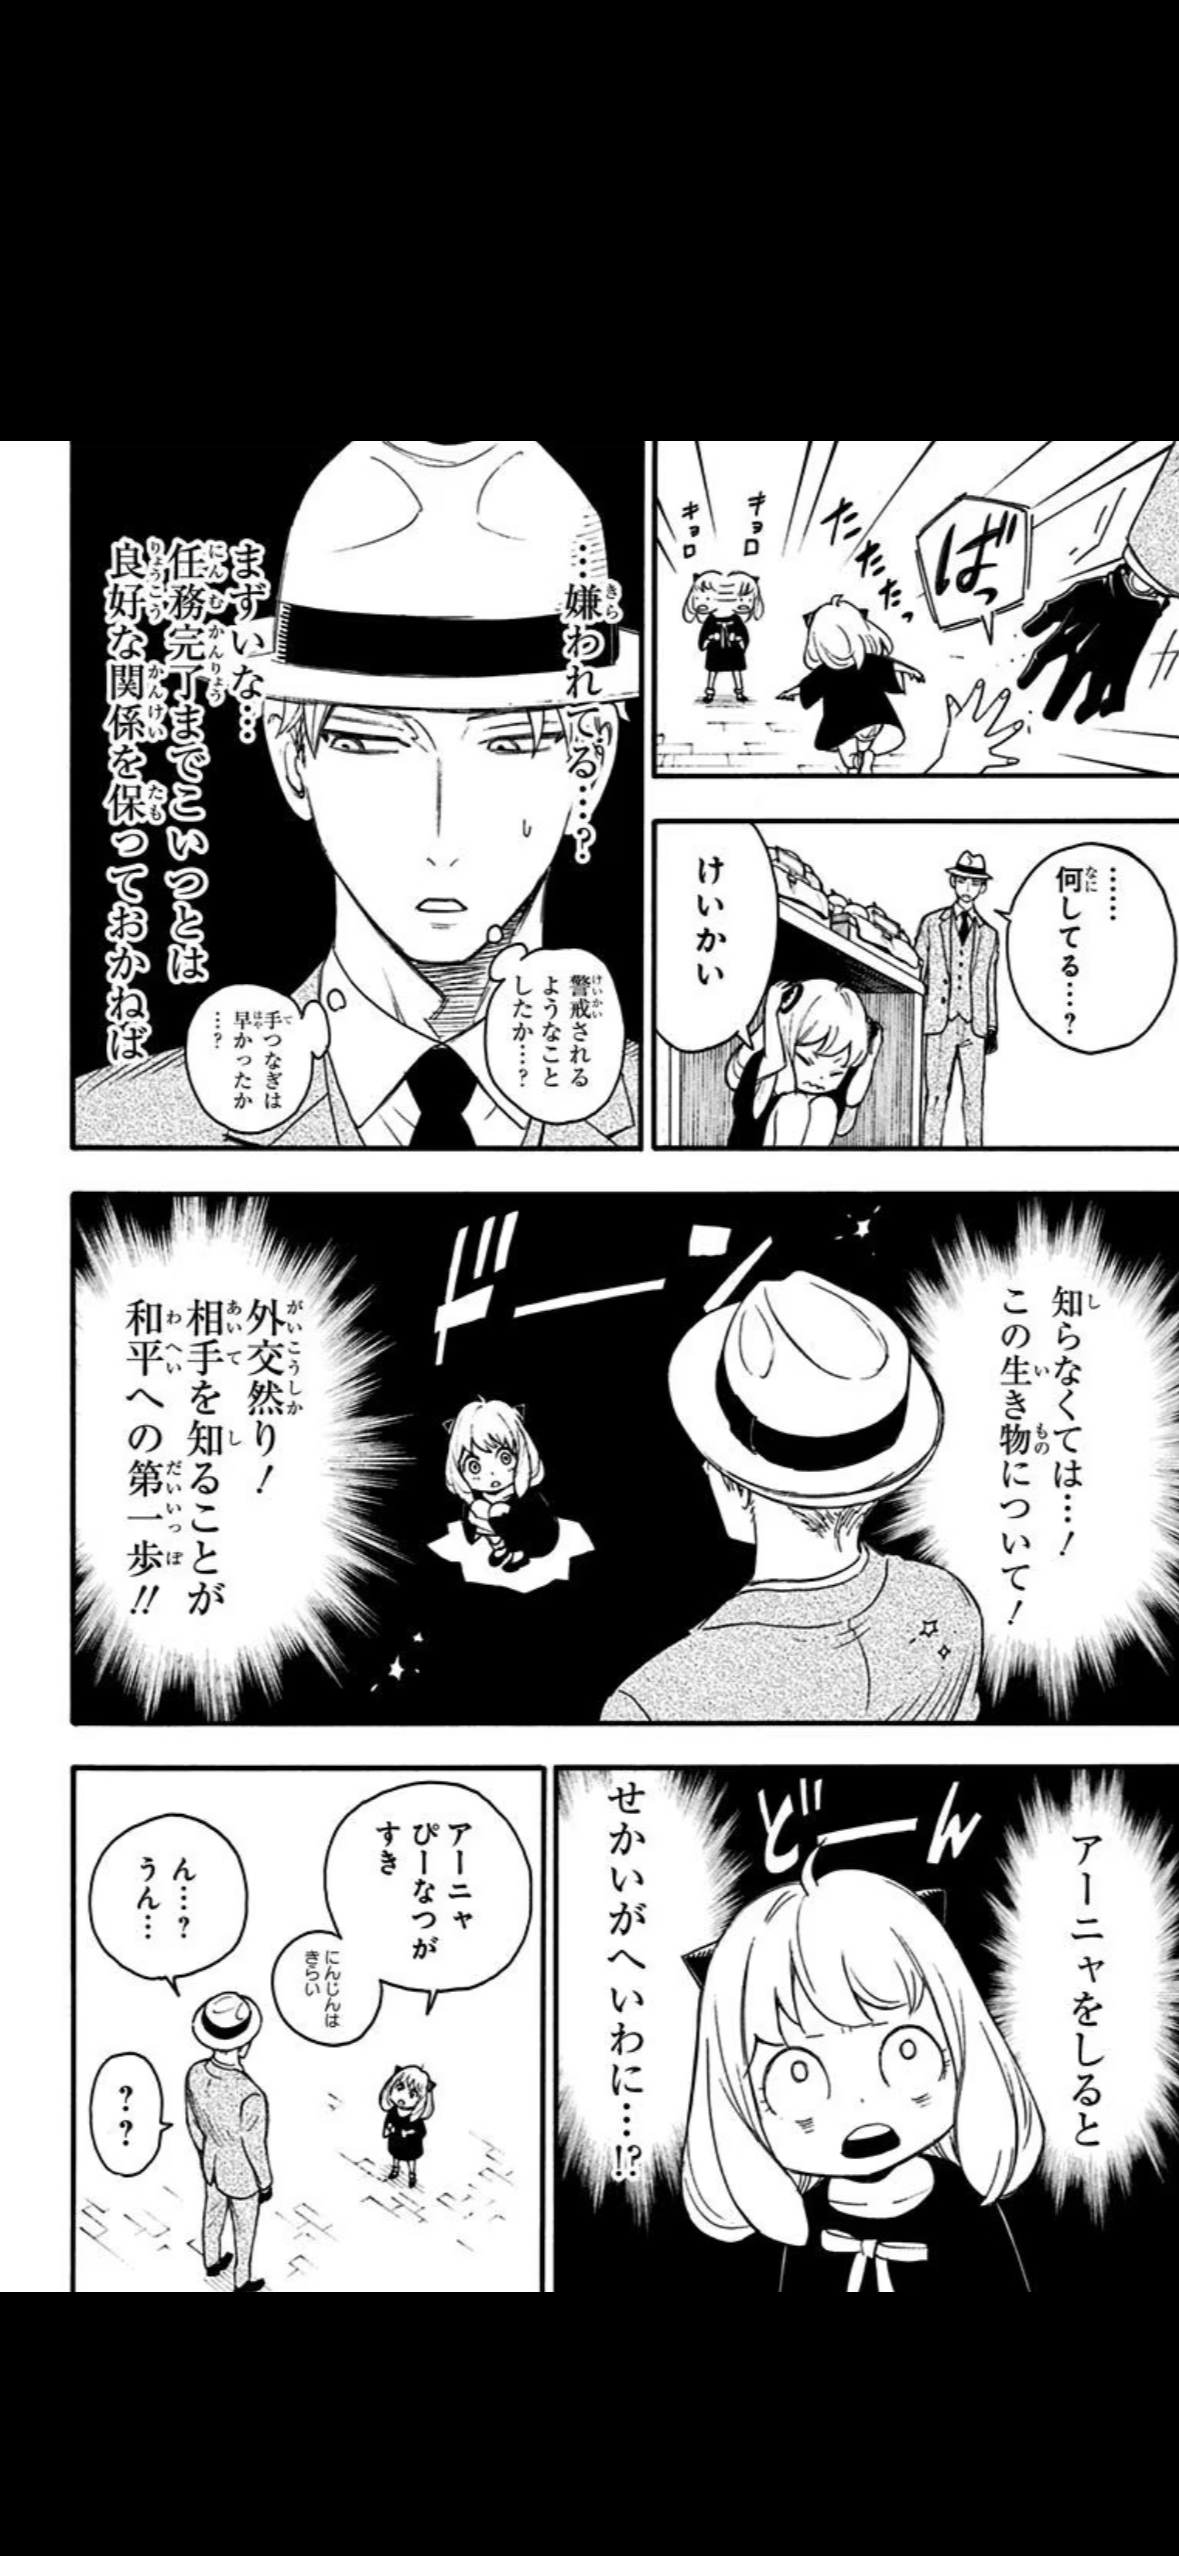 ばっ
たたたっ
キョロ
キョロ
……
何してる…?
けいかい
…嫌われてる…?
警戒される
ようなこと
したか…?
手つなぎは
早かったか
…?
まずいな…
任務完了までこいつとは
良好な関係を保っておかねば
知らなくては…!
この生き物について!
ドーン
外交然り!
相手を知ることが
和平への第一歩!!
アーニャをしると
どーん
せかいがへいわに…!?
アーニャ
ぴーなつが
すき
にんじんは
きらい
ん…?
うん…
??